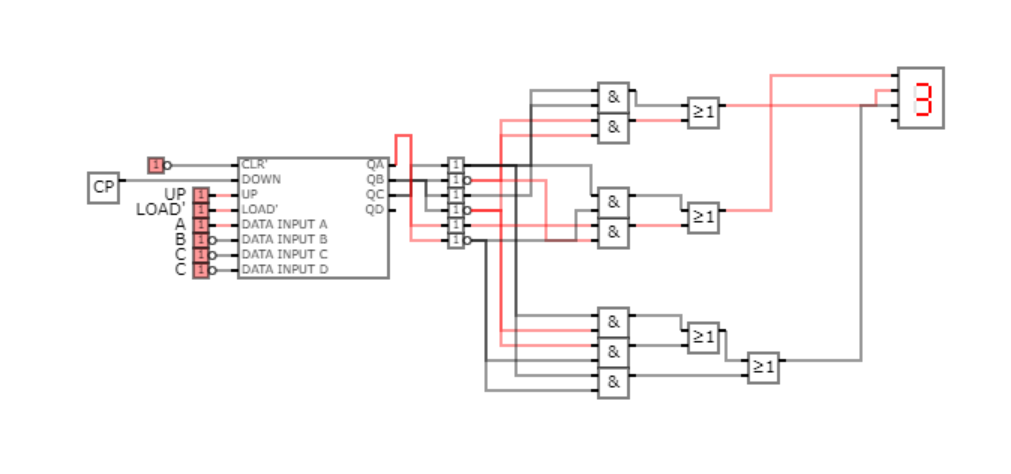 CP
1
UP 1
LOAD' 1
A 1
B 1
C 1
C 1
CLR' QA
DOWN QB
UP QC
LOAD' QD
DATA INPUT A
DATA INPUT B
DATA INPUT C
DATA INPUT D
1
1
1
1
1
1
&
&
≥1
&
&
≥1
&
&
&
≥1
≥1
3